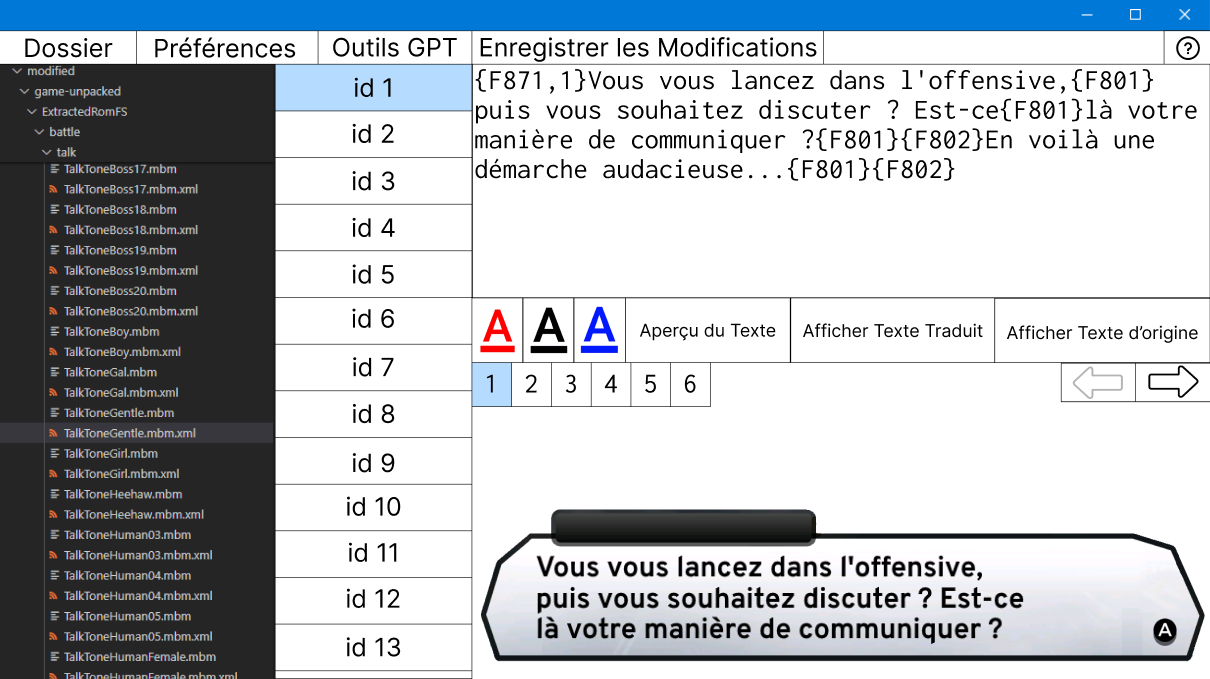 Dossier
Préférences
Outils GPT
Enregistrer les Modifications
?
modified
game-unpacked
ExtractedRomFS
battle
talk
TalkToneBoss17.mbm
TalkToneBoss17.mbm.xml
TalkToneBoss18.mbm
TalkToneBoss18.mbm.xml
TalkToneBoss19.mbm
TalkToneBoss19.mbm.xml
TalkToneBoss20.mbm
TalkToneBoss20.mbm.xml
TalkToneBoy.mbm
TalkToneBoy.mbm.xml
TalkToneGal.mbm
TalkToneGal.mbm.xml
TalkToneGentle.mbm
TalkToneGentle.mbm.xml
TalkToneGirl.mbm
TalkToneGirl.mbm.xml
TalkToneHeehaw.mbm
TalkToneHeehaw.mbm.xml
TalkToneHuman03.mbm
TalkToneHuman03.mbm.xml
TalkToneHuman04.mbm
TalkToneHuman04.mbm.xml
TalkToneHuman05.mbm
TalkToneHuman05.mbm.xml
TalkToneHumanFemale.mbm
TalkToneHumanFemale.mbm.xml
id 1
id 2
id 3
id 4
id 5
id 6
id 7
id 8
id 9
id 10
id 11
id 12
id 13
{F871,1}Vous vous lancez dans l'offensive,{F801}
puis vous souhaitez discuter ? Est-ce{F801}là votre
manière de communiquer ?{F801}{F802}En voilà une
démarche audacieuse...{F801}{F802}
A
A
A
Aperçu du Texte
Afficher Texte Traduit
Afficher Texte d’origine
1
2
3
4
5
6
Vous vous lancez dans l'offensive,
puis vous souhaitez discuter ? Est-ce
là votre manière de communiquer ?
A